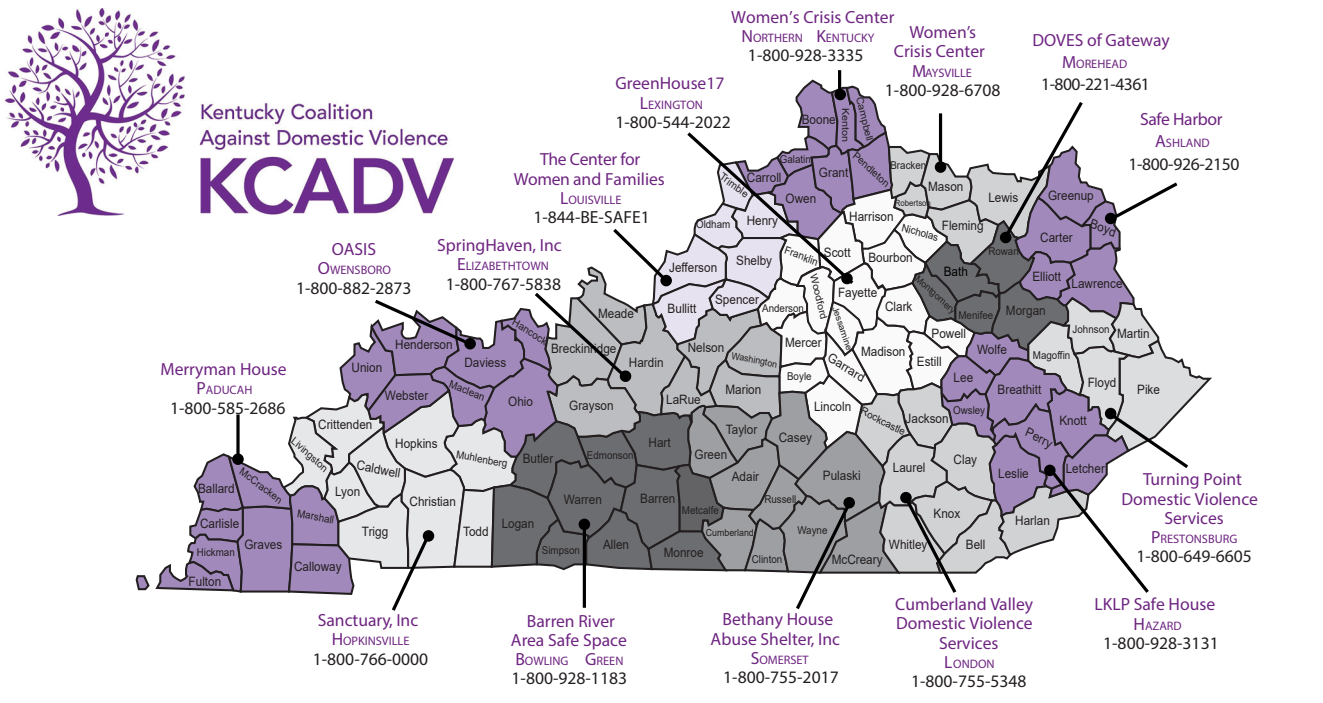 Kentucky Coalition
Against Domestic Violence
KCADV
Women's Crisis Center
NORTHERN KENTUCKY
1-800-928-3335
Women's
Crisis Center
MAYSVILLE
1-800-928-6708
DOVES of Gateway
MOREHEAD
1-800-221-4361
GreenHouse17
LEXINGTON
1-800-544-2022
Safe Harbor
ASHLAND
1-800-926-2150
The Center for
Women and Families
LOUISVILLE
1-844-BE-SAFE1
OASIS
OWENSBORO
1-800-882-2873
SpringHaven, Inc
ELIZABETHTOWN
1-800-767-5838
Merryman House
PADUCAH
1-800-585-2686
Boone
Kenton
Campbell
Galatin
Grant
Pendleton
Carroll
Owen
Bracken
Mason
Robertson
Lewis
Fleming
Greenup
Boyd
Carter
Rowan
Elliott
Lawrence
Trimble
Oldham
Henry
Harrison
Nicholas
Jefferson
Shelby
Franklin
Scott
Bourbon
Bath
Bullitt
Spencer
Anderson
Woodford
Fayette
Clark
Montgomery
Menifee
Morgan
Jessamine
Powell
Johnson
Martin
Magoffin
Floyd
Pike
Meade
Breckinridge
Hardin
Nelson
Washington
Mercer
Madison
Estill
Garrard
Boyle
Lincoln
Wolfe
Lee
Breathitt
Owsley
Knott
Perry
Leslie
Letcher
Hancock
Henderson
Daviess
Union
Webster
Maclean
Ohio
Grayson
LaRue
Marion
Hart
Taylor
Casey
Rockcastle
Jackson
Crittenden
Livingston
Hopkins
Caldwell
Muhlenberg
Lyon
Christian
Trigg
Todd
Butler
Edmonson
Warren
Barren
Metcalfe
Logan
Simpson
Allen
Monroe
Green
Adair
Russell
Pulaski
Cumberland
Clinton
Wayne
McCreary
Laurel
Clay
Knox
Whitley
Bell
Harlan
Ballard
McCracken
Carlisle
Graves
Marshall
Hickman
Fulton
Calloway
Turning Point
Domestic Violence
Services
PRESTONSBURG
1-800-649-6605
Sanctuary, Inc
HOPKINSVILLE
1-800-766-0000
Barren River
Area Safe Space
BOWLING GREEN
1-800-928-1183
Bethany House
Abuse Shelter, Inc
SOMERSET
1-800-755-2017
Cumberland Valley
Domestic Violence
Services
LONDON
1-800-755-5348
LKLP Safe House
HAZARD
1-800-928-3131